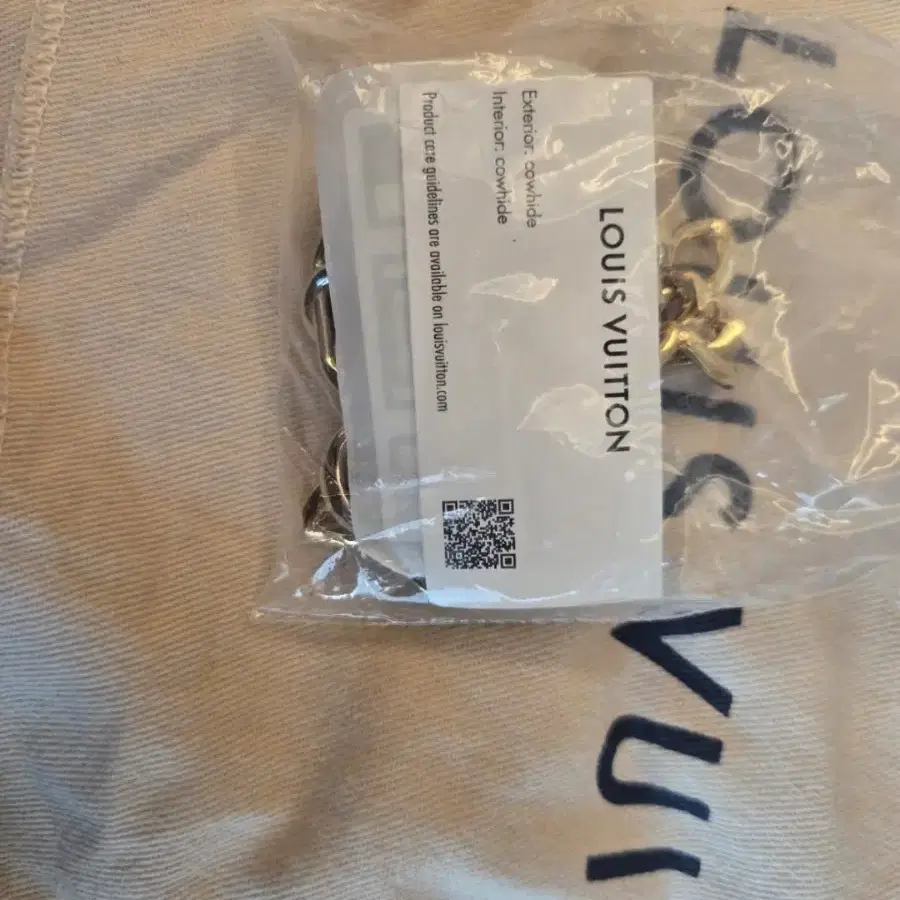 LOUIS VUITTON
Exterior: cowhide
Interior: cowhide
Product care guidelines are available on louisvuitton.com
LOUIS VUI